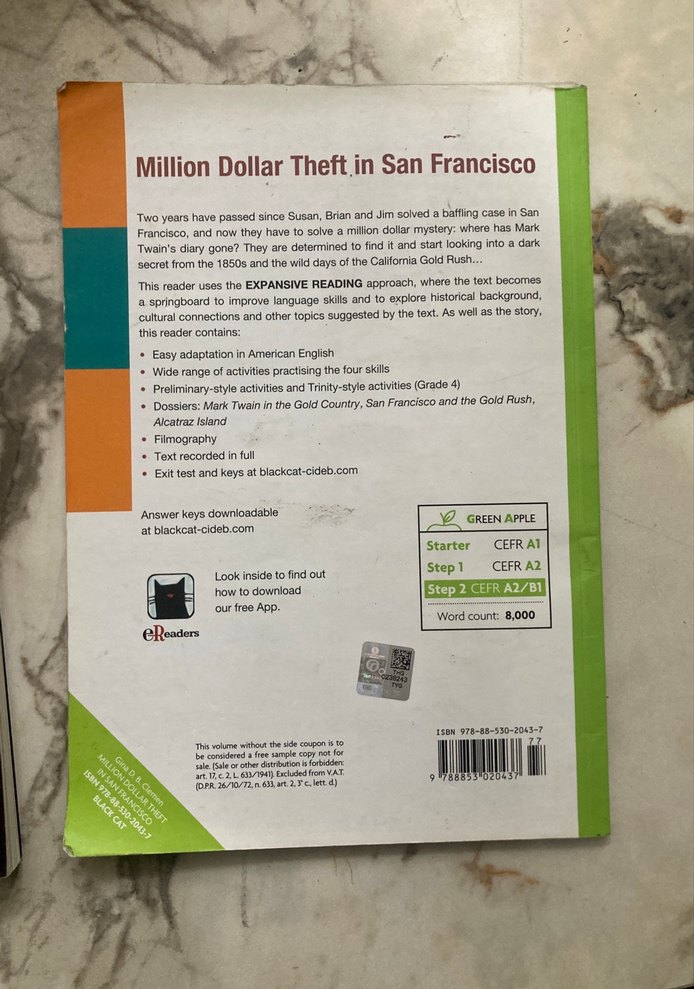 Million Dollar Theft in San Francisco
Two years have passed since Susan, Brian and Jim solved a baffling case in San
Francisco, and now they have to solve a million dollar mystery: where has Mark
Twain's diary gone? They are determined to find it and start looking into a dark
secret from the 1850s and the wild days of the California Gold Rush...
This reader uses the EXPANSIVE READING approach, where the text becomes
a springboard to improve language skills and to explore historical background,
cultural connections and other topics suggested by the text. As well as the story,
this reader contains:
• Easy adaptation in American English
• Wide range of activities practising the four skills
• Preliminary-style activities and Trinity-style activities (Grade 4)
• Dossiers: Mark Twain in the Gold Country, San Francisco and the Gold Rush,
Alcatraz Island
• Filmography
• Text recorded in full
• Exit test and keys at blackcat-cideb.com
Answer keys downloadable
at blackcat-cideb.com
GREEN APPLE
Starter CEFR A1
Step 1 CEFR A2
Step 2 CEFR A2/B1
Word count: 8,000
Look inside to find out
how to download
our free App.
eReaders
THG
0238243
TYG
ISBN 978-88-530-2043-7
77
9 788853 020437
This volume without the side coupon is to
be considered a free sample copy not for
sale. (Sale or other distribution is forbidden:
art. 17, c. 2, L. 633/1941). Excluded from V.A.T.
(D.P.R. 26/10/72, n. 633, art. 2, 3° c., lett. d.)
Gina D. B. Clemen
MILLION DOLLAR THEFT
IN SAN FRANCISCO
ISBN 978-88-530-2043-7
BLACK CAT